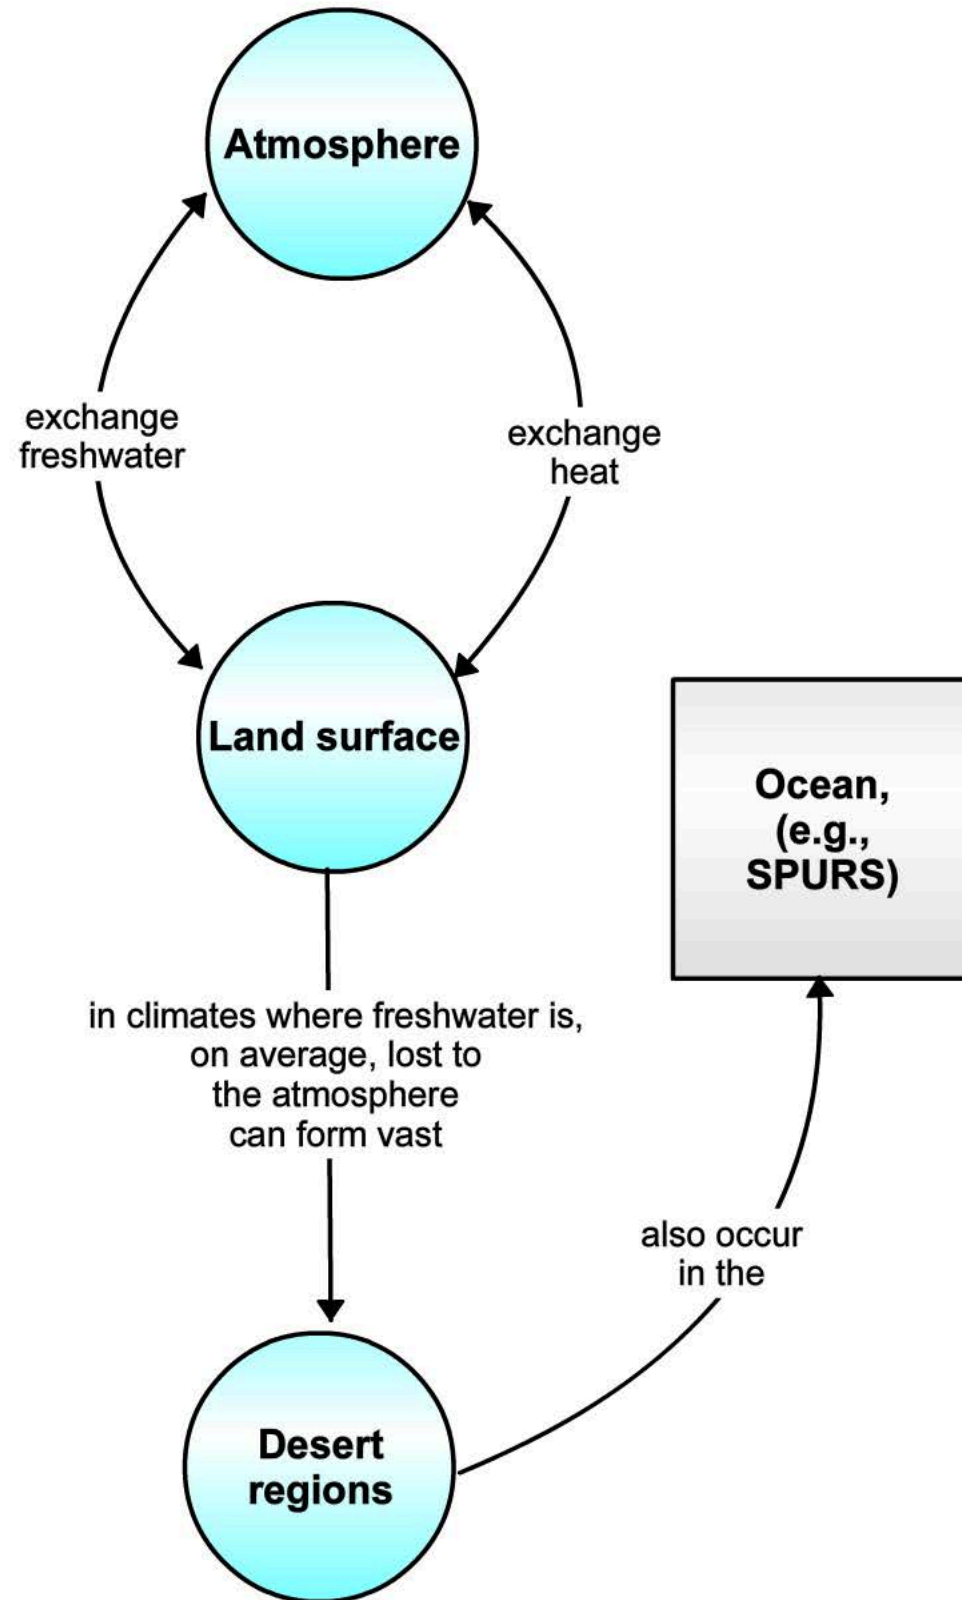 Atmosphere
exchange
freshwater
exchange
heat
Land surface
Ocean,
(e.g.,
SPURS)
in climates where freshwater is,
on average, lost to
the atmosphere
can form vast
also occur
in the
Desert
regions